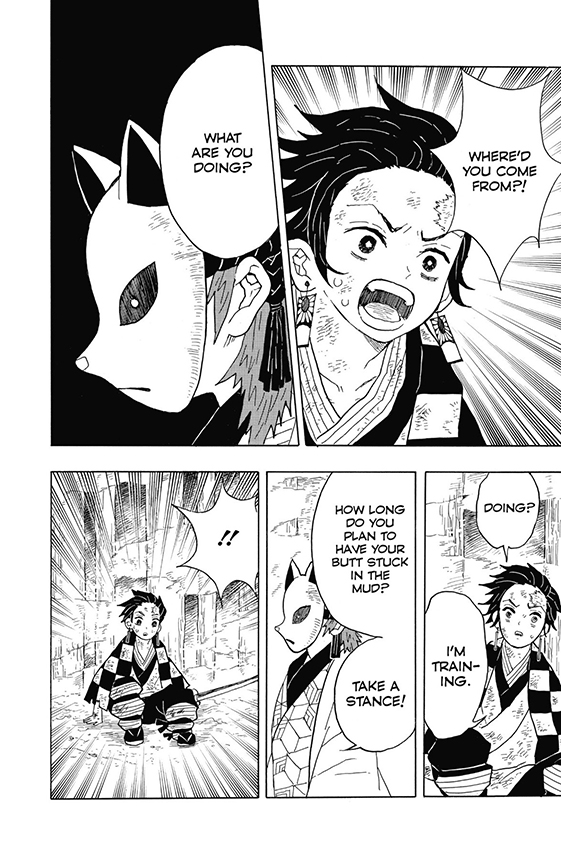 WHERE'D
YOU COME
FROM?!
WHAT
ARE YOU
DOING?
DOING?
I'M
TRAIN-
ING.
HOW LONG
DO YOU
PLAN TO
HAVE YOUR
BUTT STUCK
IN THE
MUD?
TAKE A
STANCE!
!!